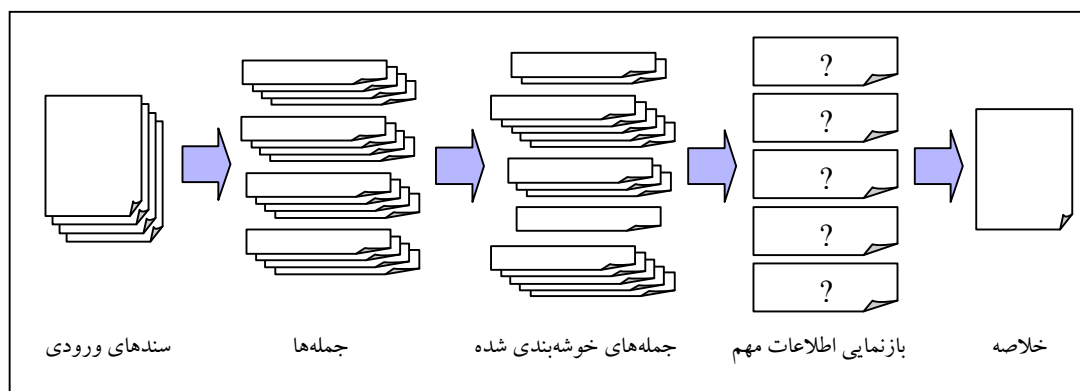 ?
?
?
?
?
سندهای ورودی
جمله‌ها
جمله‌های خوشه‌بندی شده
بازنمایی اطلاعات مهم
خلاصه